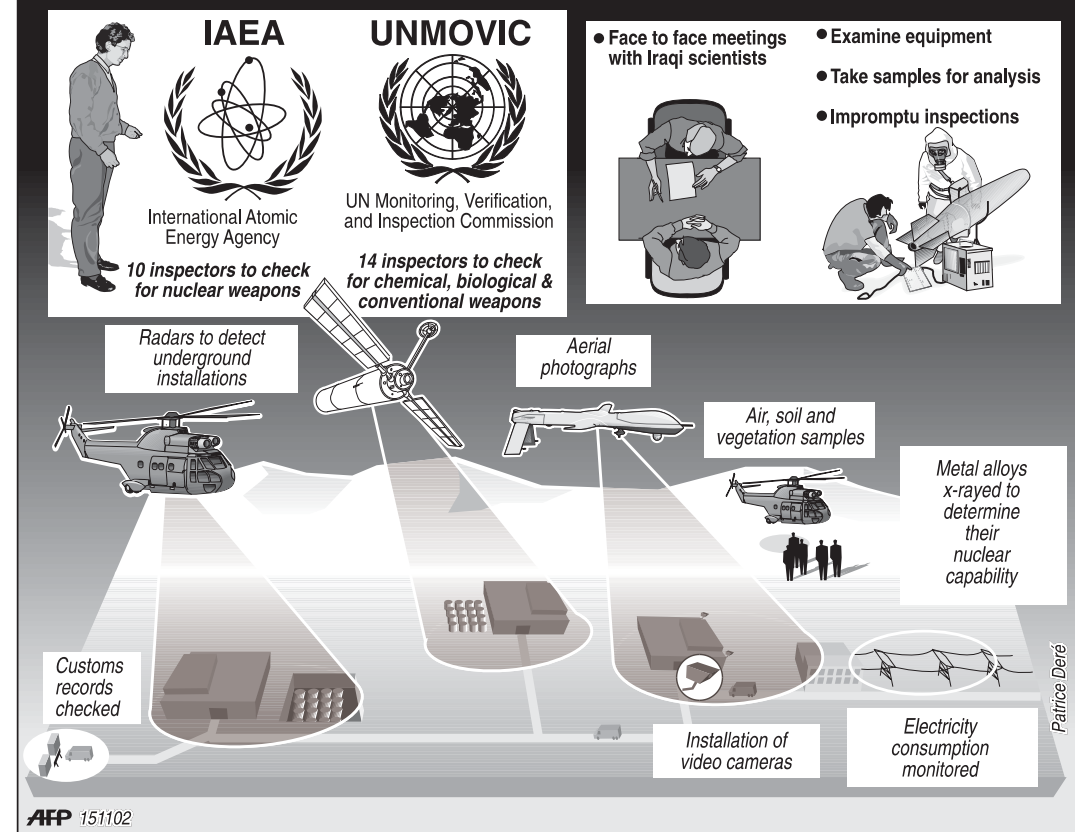 IAEA
International Atomic
Energy Agency
10 inspectors to check
for nuclear weapons
UNMOVIC
UN Monitoring, Verification,
and Inspection Commission
14 inspectors to check
for chemical, biological &
conventional weapons
● Face to face meetings
with Iraqi scientists
● Examine equipment
● Take samples for analysis
● Impromptu inspections
Radars to detect
underground
installations
Aerial
photographs
Air, soil and
vegetation samples
Metal alloys
x-rayed to
determine
their
nuclear
capability
Customs
records
checked
Installation of
video cameras
Electricity
consumption
monitored
Patrice Deré
AFP 151102